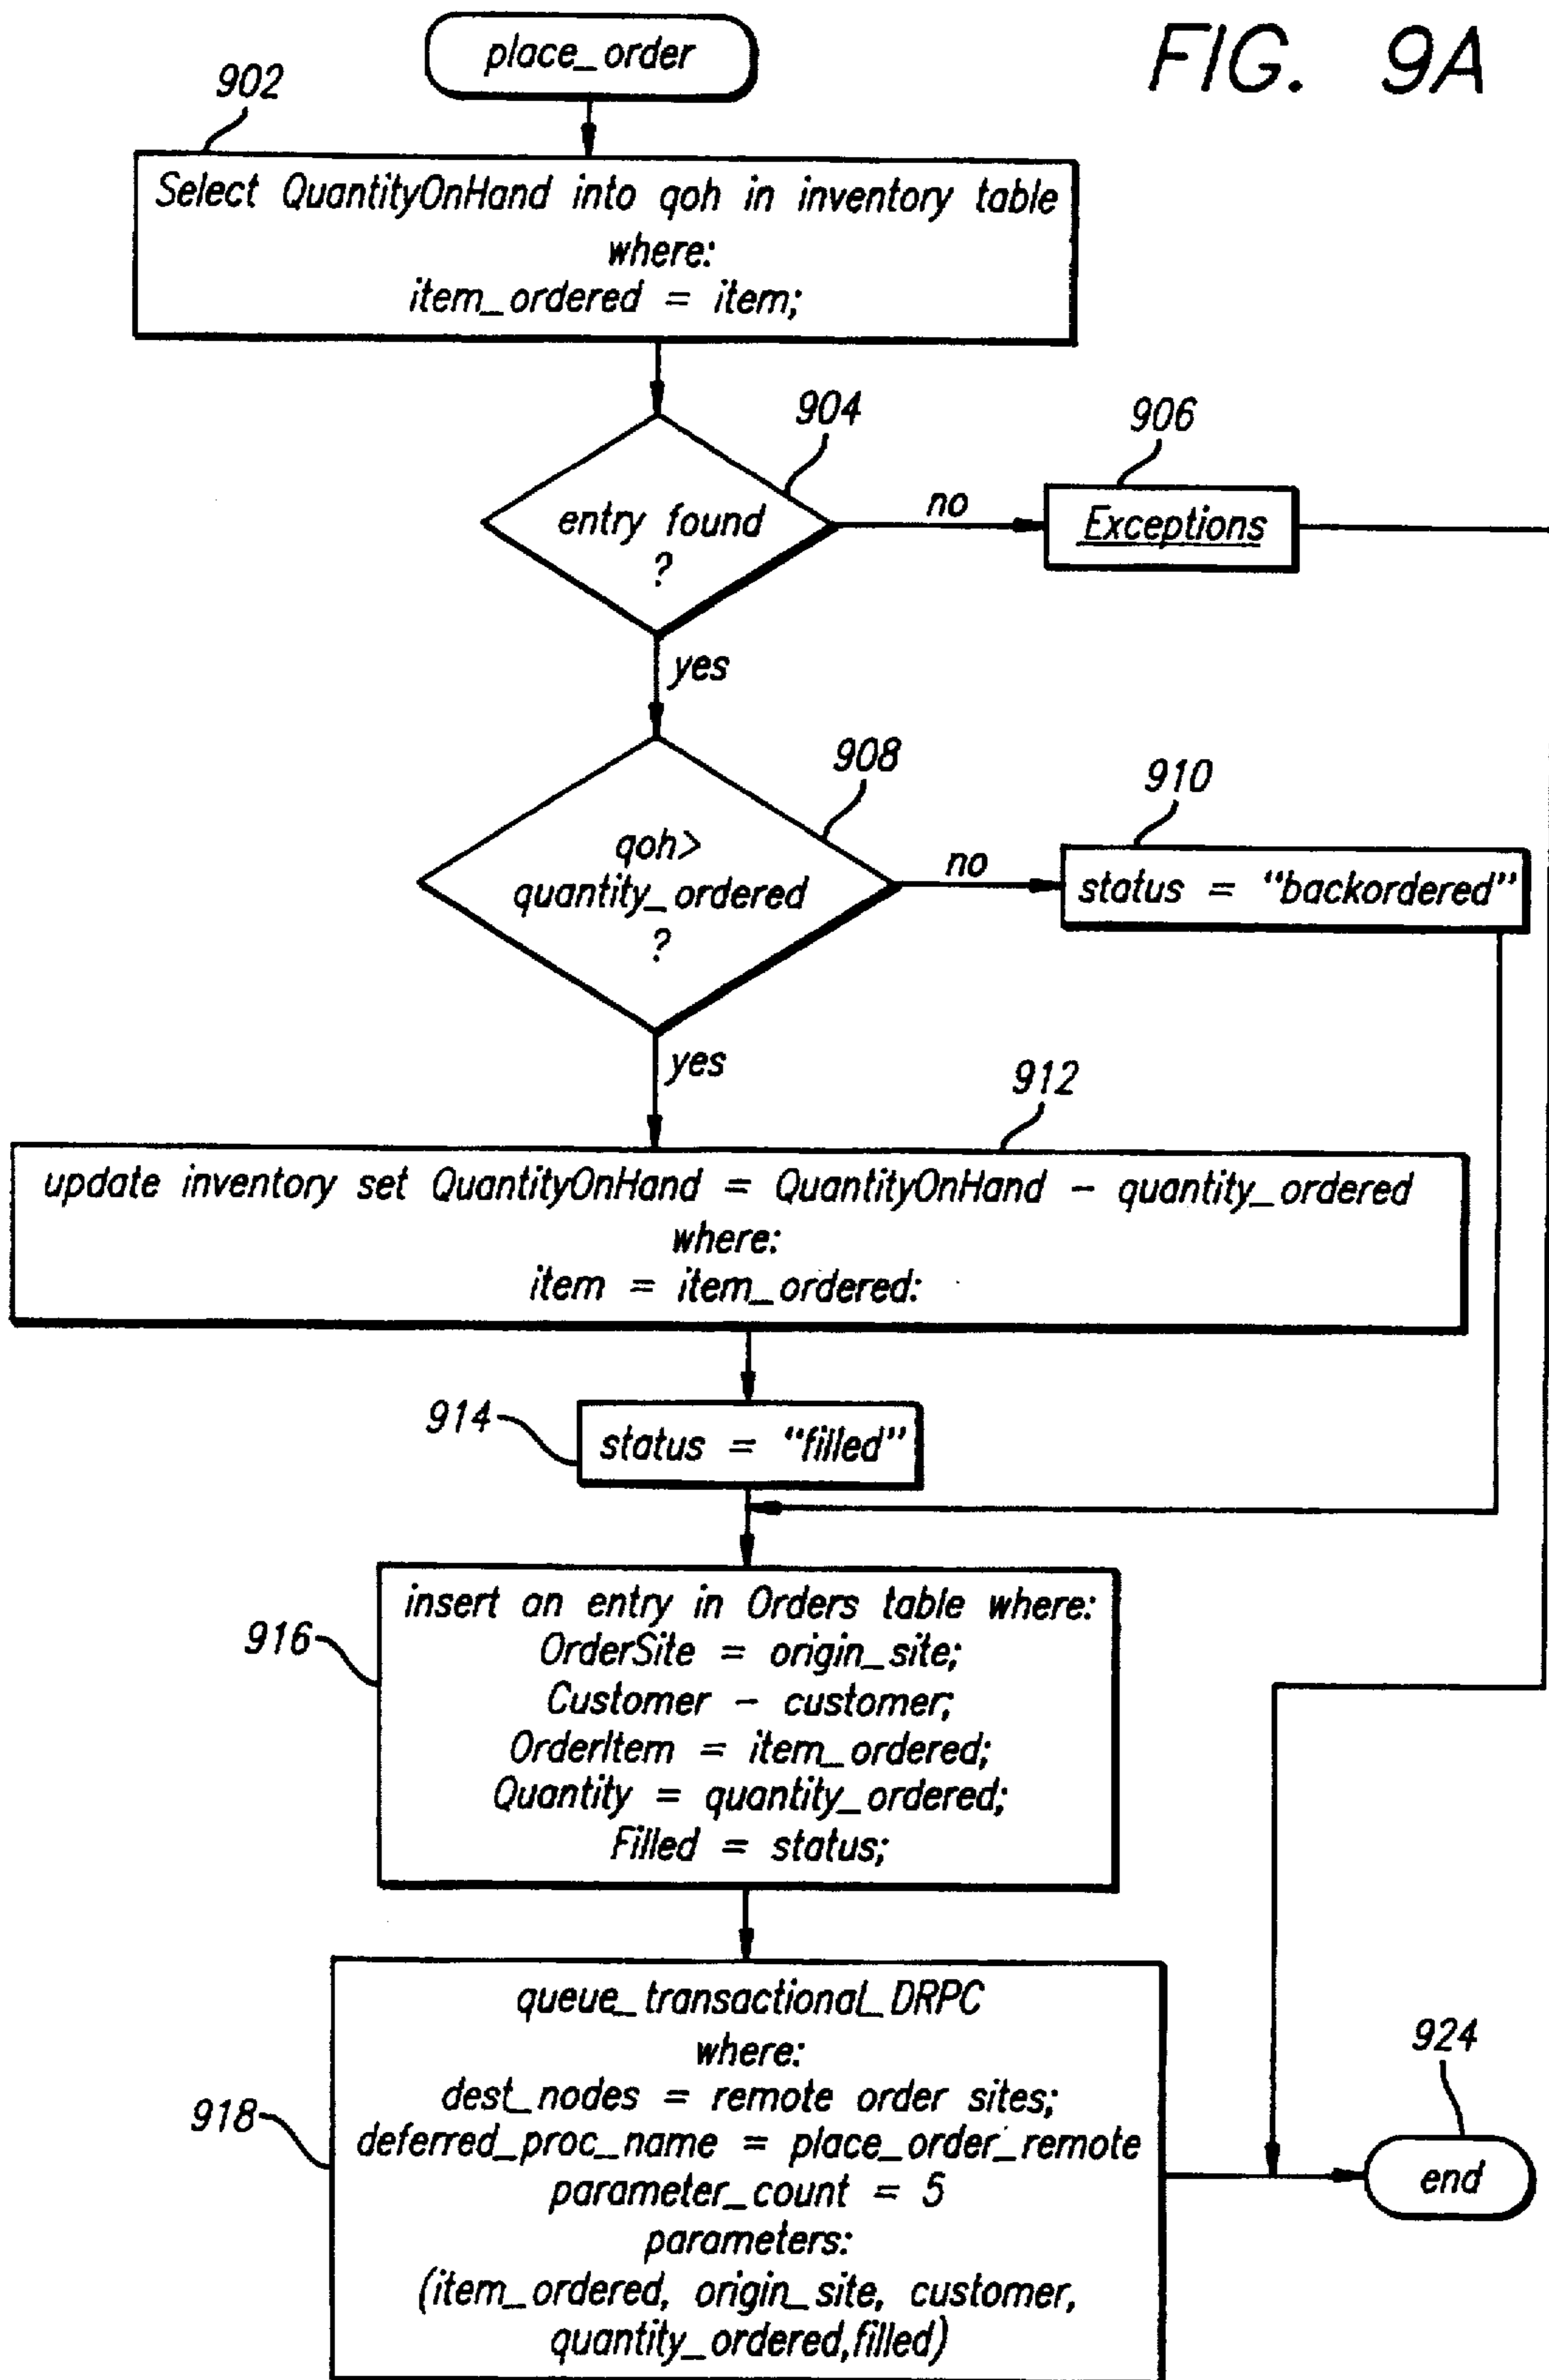 FIG. 9A
place_order
902
Select QuantityOnHand into qoh in inventory table
where:
item_ordered = item;
904
entry found
?
no
906
Exceptions
yes
908
qoh>
quantity_ordered
?
no
910
status = "backordered"
yes
912
update inventory set QuantityOnHand = QuantityOnHand - quantity_ordered
where:
item = item_ordered:
914
status = "filled"
916
insert an entry in Orders table where:
OrderSite = origin_site;
Customer - customer;
OrderItem = item_ordered;
Quantity = quantity_ordered;
Filled = status;
918
queue_transactional_DRPC
where:
dest_nodes = remote order sites;
deferred_proc_name = place_order_remote
parameter_count = 5
parameters:
(item_ordered, origin_site, customer,
quantity_ordered,filled)
924
end